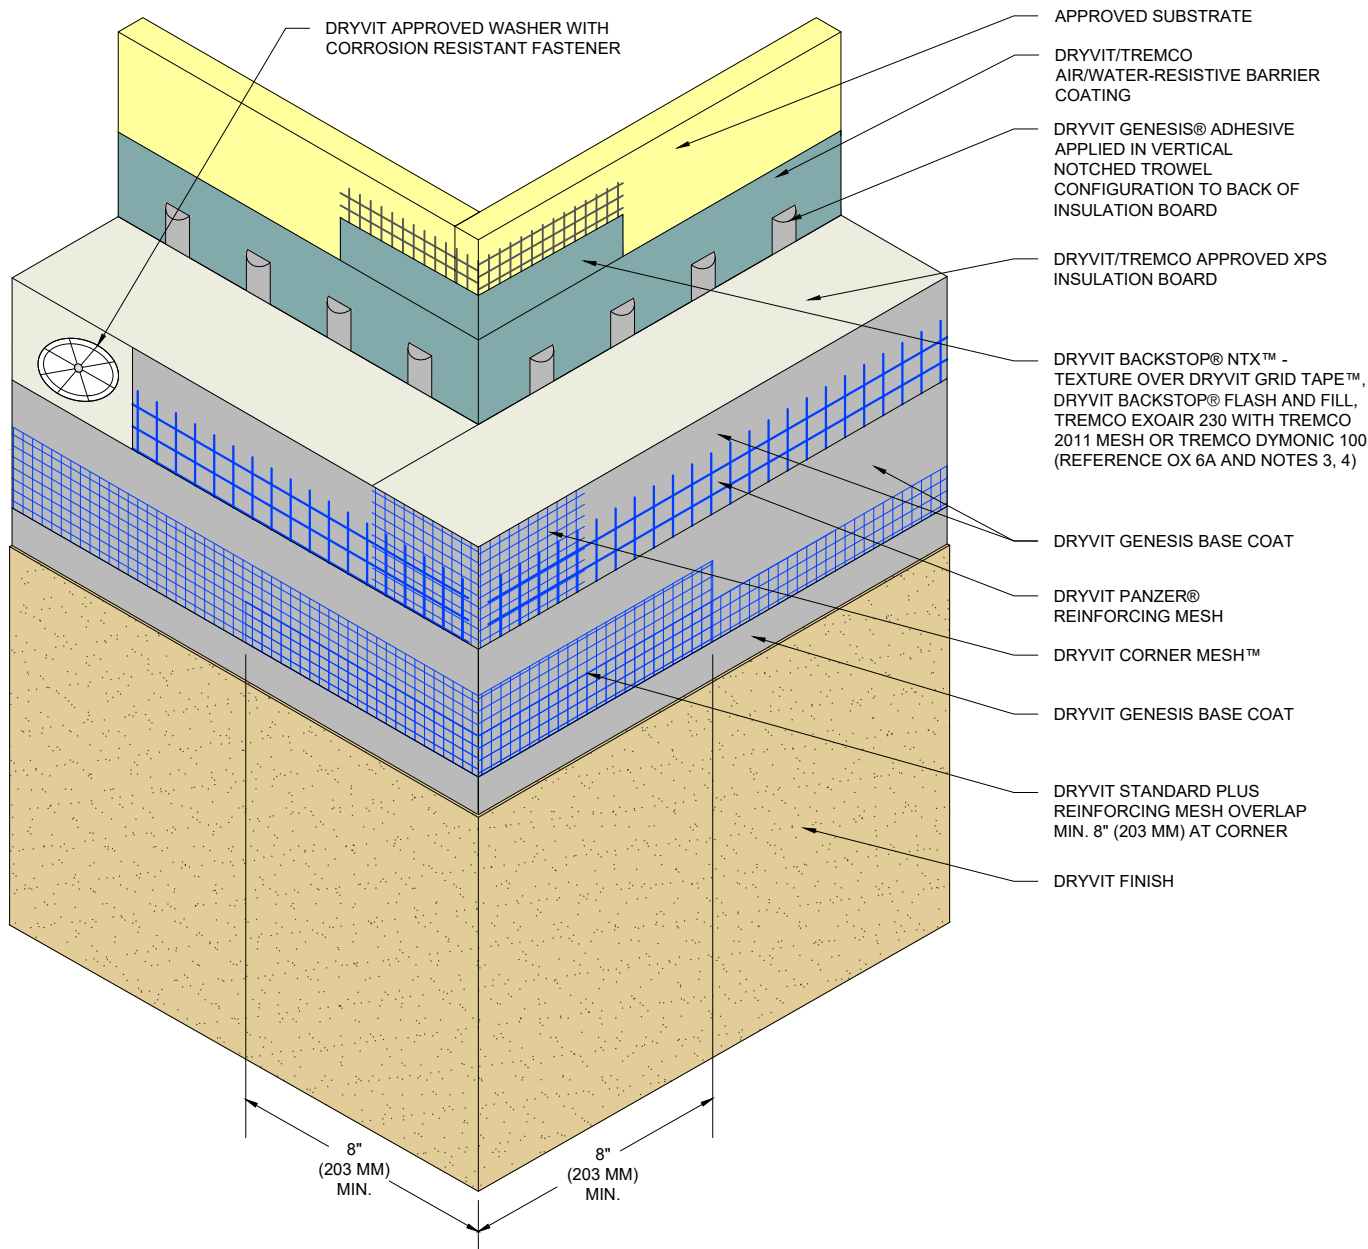 DRYVIT APPROVED WASHER WITH
CORROSION RESISTANT FASTENER
APPROVED SUBSTRATE
DRYVIT/TREMCO
AIR/WATER-RESISTIVE BARRIER
COATING
DRYVIT GENESIS® ADHESIVE
APPLIED IN VERTICAL
NOTCHED TROWEL
CONFIGURATION TO BACK OF
INSULATION BOARD
DRYVIT/TREMCO APPROVED XPS
INSULATION BOARD
DRYVIT BACKSTOP® NTX™ -
TEXTURE OVER DRYVIT GRID TAPE™,
DRYVIT BACKSTOP® FLASH AND FILL,
TREMCO EXOAIR 230 WITH TREMCO
2011 MESH OR TREMCO DYMONIC 100
(REFERENCE OX 6A AND NOTES 3, 4)
DRYVIT GENESIS BASE COAT
DRYVIT PANZER®
REINFORCING MESH
DRYVIT CORNER MESH™
DRYVIT GENESIS BASE COAT
DRYVIT STANDARD PLUS
REINFORCING MESH OVERLAP
MIN. 8" (203 MM) AT CORNER
DRYVIT FINISH
8"
(203 MM)
MIN.
8"
(203 MM)
MIN.